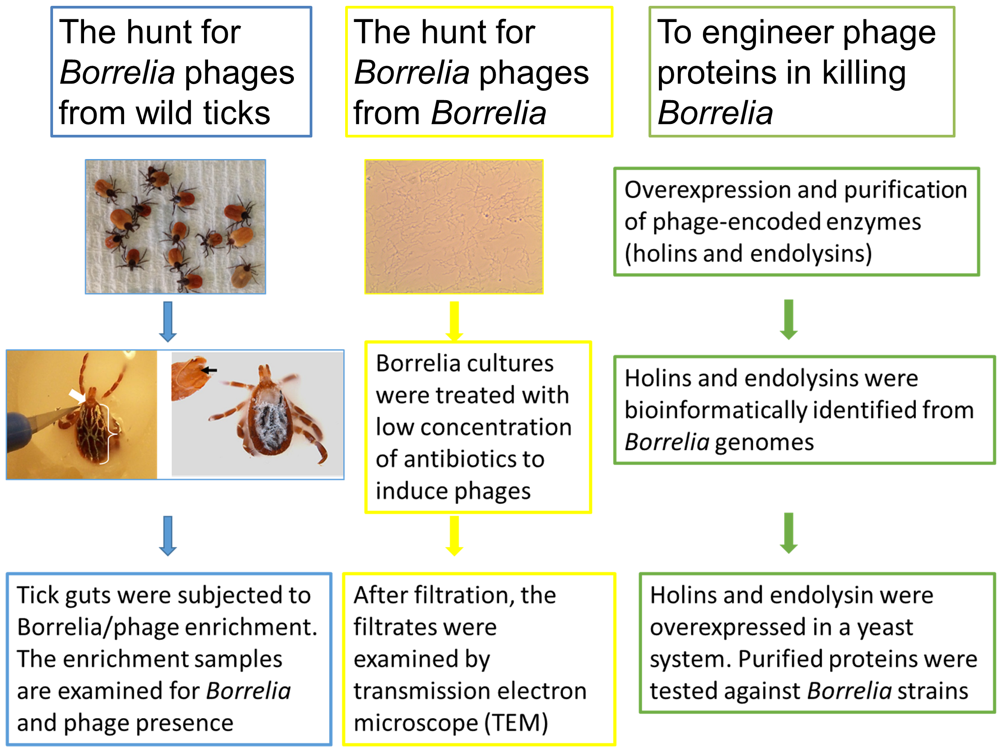 The hunt for
Borrelia phages
from wild ticks
The hunt for
Borrelia phages
from Borrelia
To engineer phage
proteins in killing
Borrelia
Overexpression and purification
of phage-encoded enzymes
(holins and endolysins)
Borrelia cultures
were treated with
low concentration
of antibiotics to
induce phages
Holins and endolysins were
bioinformatically identified from
Borrelia genomes
Tick guts were subjected to
Borrelia/phage enrichment.
The enrichment samples
are examined for Borrelia
and phage presence
After filtration, the
filtrates were
examined by
transmission electron
microscope (TEM)
Holins and endolysin were
overexpressed in a yeast
system. Purified proteins were
tested against Borrelia strains